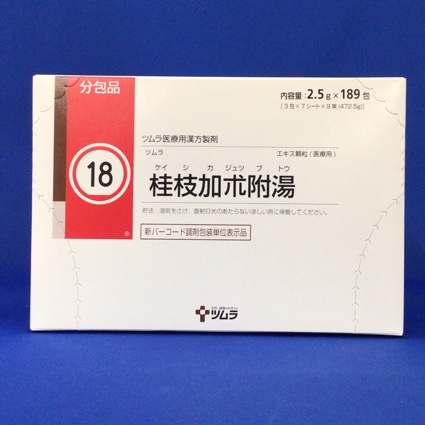 分包品
内容量：2.5g×189包
［3包×7シート×9束(472.5g)］
18
ツムラ医療用漢方製剤
ツムラ
エキス顆粒(医療用)
ケイ シ カ ジュツ ブ トウ
桂枝加朮附湯
貯法 湿気をさけ、直射日光のあたらない涼しい所に保管してください。
新バーコード調剤包装単位表示品
®
ツムラ